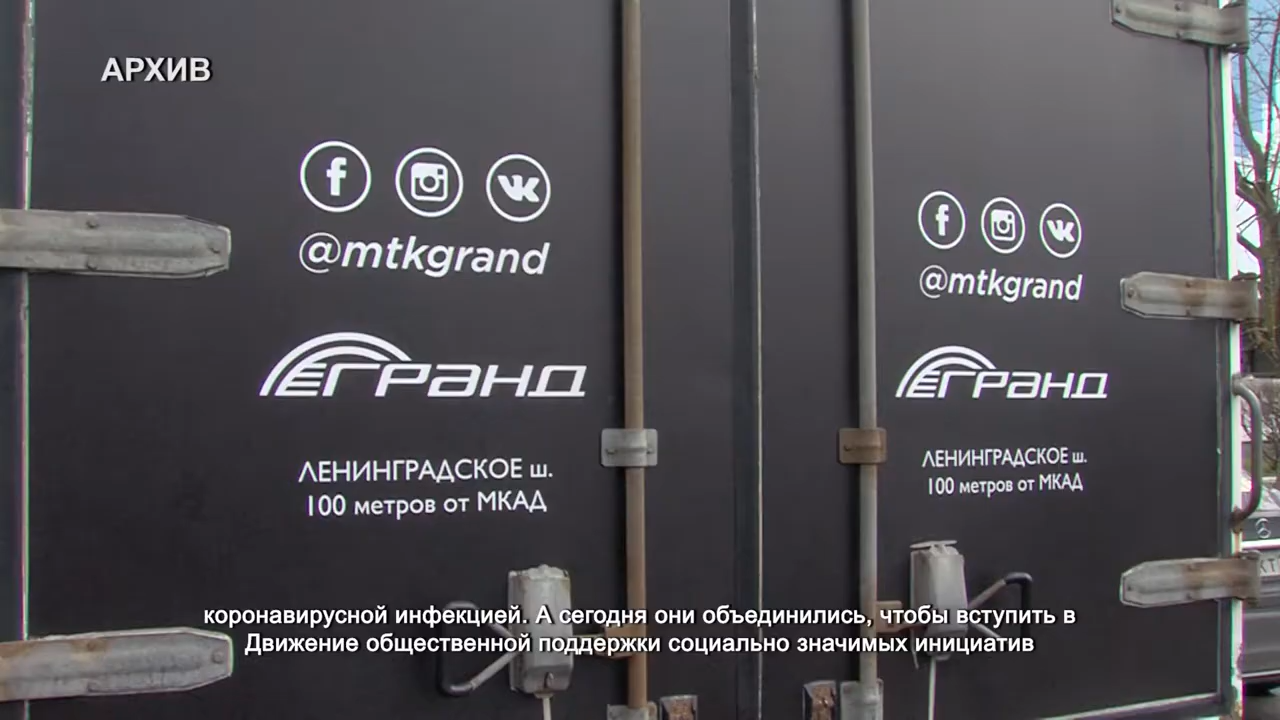 АРХИВ
@mtkgrand
ГРАНД
ЛЕНИНГРАДСКОЕ ш.
100 метров от МКАД
@mtkgrand
ГРАНД
ЛЕНИНГРАДСКОЕ ш.
100 метров от МКАД
коронавирусной инфекцией. А сегодня они объединились, чтобы вступить в
Движение общественной поддержки социально значимых инициатив